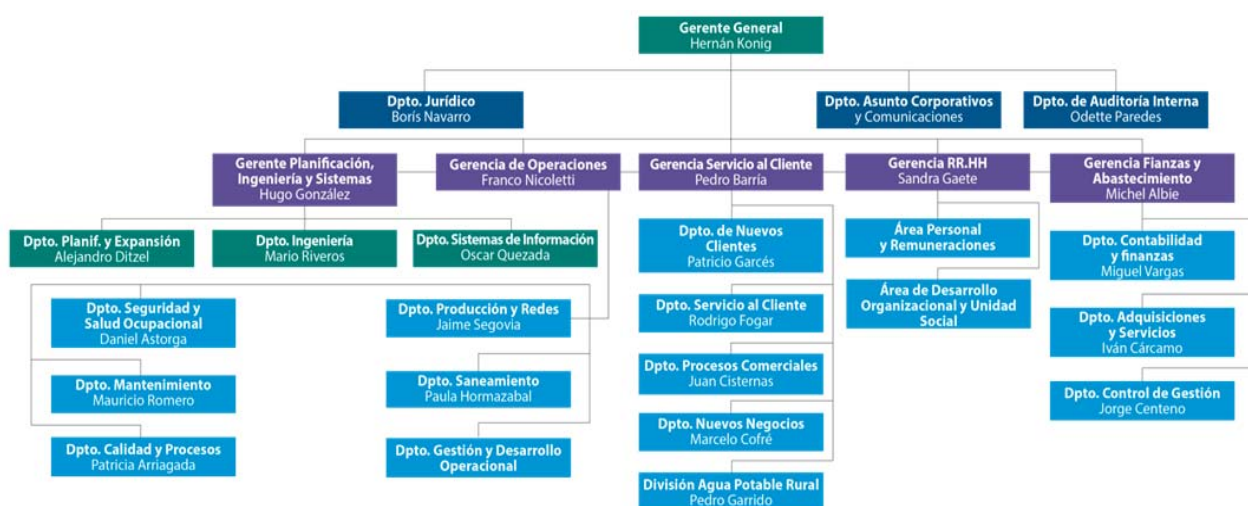 Gerente General
Hernán Konig
Dpto. Jurídico
Borís Navarro
Dpto. Asunto Corporativos
y Comunicaciones
Dpto. de Auditoría Interna
Odette Paredes
Gerente Planificación,
Ingeniería y Sistemas
Hugo González
Gerencia de Operaciones
Franco Nicoletti
Gerencia Servicio al Cliente
Pedro Barría
Gerencia RR.HH
Sandra Gaete
Gerencia Fianzas y
Abastecimiento
Michel Albie
Dpto. Planif. y Expansión
Alejandro Ditzel
Dpto. Ingeniería
Mario Riveros
Dpto. Sistemas de Información
Oscar Quezada
Dpto. Seguridad y
Salud Ocupacional
Daniel Astorga
Dpto. Mantenimiento
Mauricio Romero
Dpto. Calidad y Procesos
Patricia Arriagada
Dpto. Producción y Redes
Jaime Segovia
Dpto. Saneamiento
Paula Hormazabal
Dpto. Gestión y Desarrollo
Operacional
Dpto. de Nuevos
Clientes
Patricio Garcés
Dpto. Servicio al Cliente
Rodrigo Fogar
Dpto. Procesos Comerciales
Juan Cisternas
Dpto. Nuevos Negocios
Marcelo Cofré
División Agua Potable Rural
Pedro Garrido
Área Personal
y Remuneraciones
Área de Desarrollo
Organizacional y Unidad
Social
Dpto. Contabilidad
y finanzas
Miguel Vargas
Dpto. Adquisiciones
y Servicios
Iván Cárcamo
Dpto. Control de Gestión
Jorge Centeno